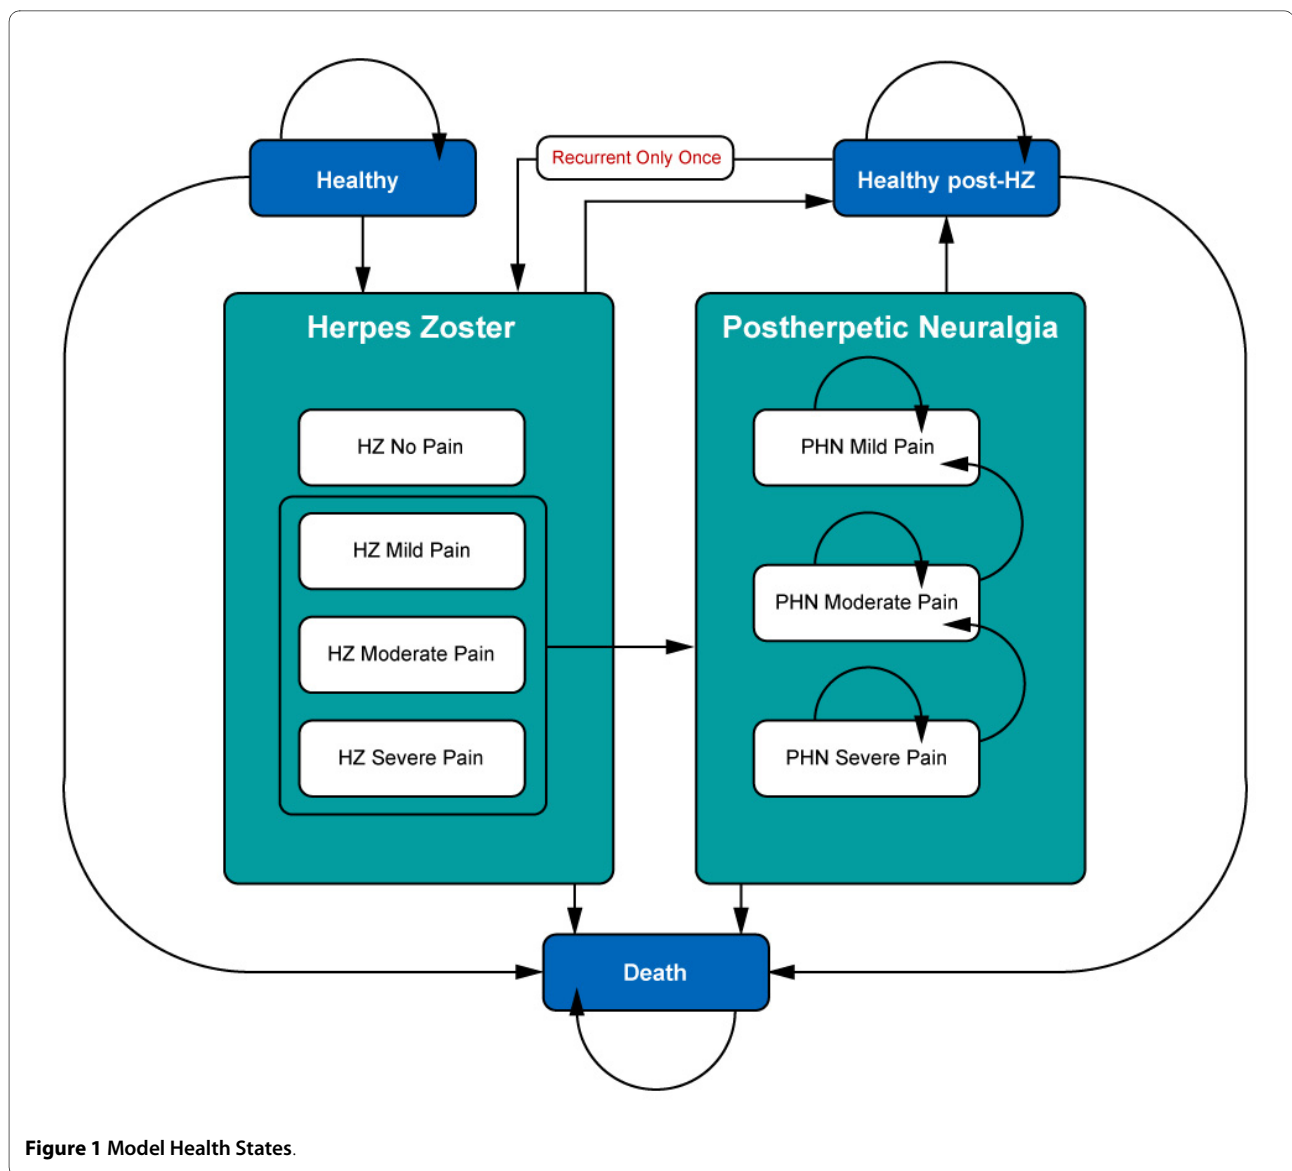 Healthy
Recurrent Only Once
Healthy post-HZ
Herpes Zoster
HZ No Pain
HZ Mild Pain
HZ Moderate Pain
HZ Severe Pain
Postherpetic Neuralgia
PHN Mild Pain
PHN Moderate Pain
PHN Severe Pain
Death
Figure 1 Model Health States.